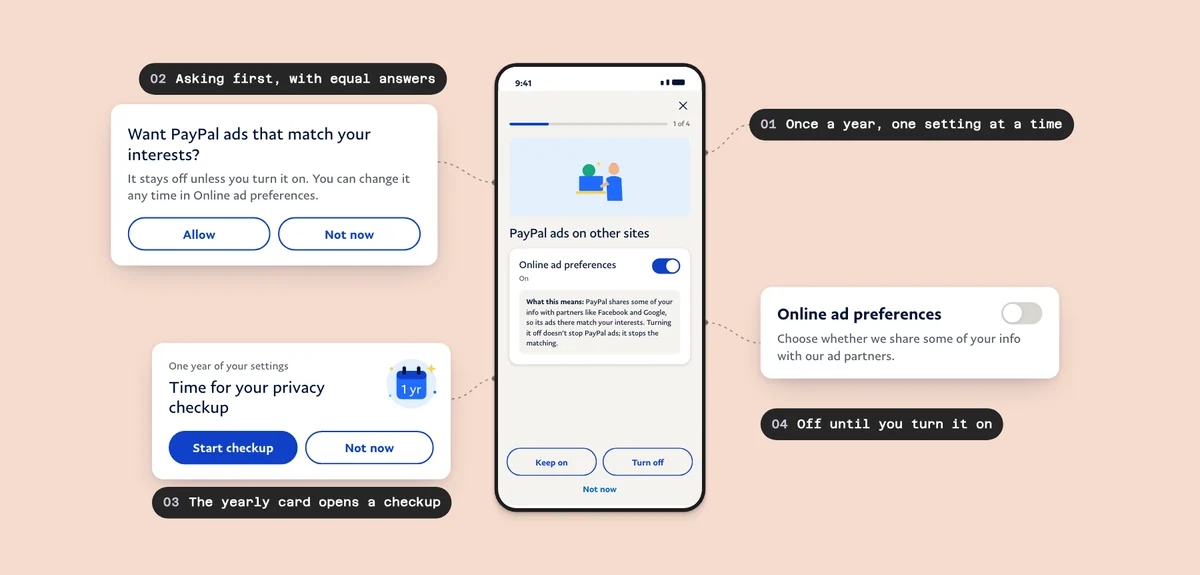 02 Asking first, with equal answers
Want PayPal ads that match your
interests?
It stays off unless you turn it on. You can change it
any time in Online ad preferences.
Allow
Not now
One year of your settings
Time for your privacy
checkup
1 yr
Start checkup
Not now
03 The yearly card opens a checkup
9:41
1 of 4
PayPal ads on other sites
Online ad preferences
On
What this means: PayPal shares some of your
info with partners like Facebook and Google,
so its ads there match your interests. Turning
it off doesn't stop PayPal ads; it stops the
matching.
Keep on
Turn off
Not now
01 Once a year, one setting at a time
Online ad preferences
Choose whether we share some of your info
with our ad partners.
04 Off until you turn it on